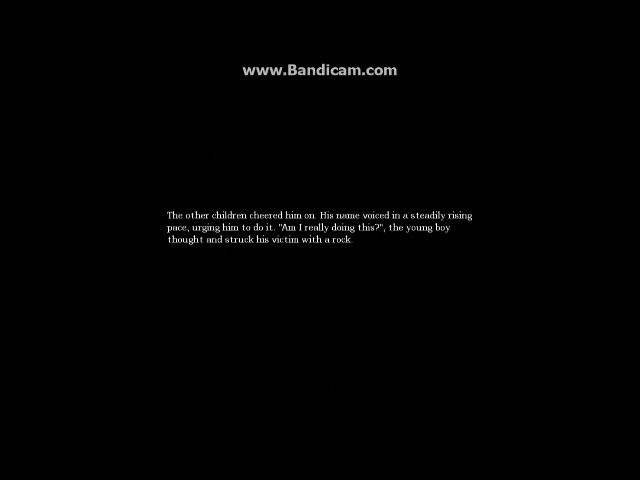 www.Bandicam.com
The other children cheered him on. His name voiced in a steadily rising
pace, urging him to do it. "Am I really doing this?", the young boy
thought and struck his victim with a rock.